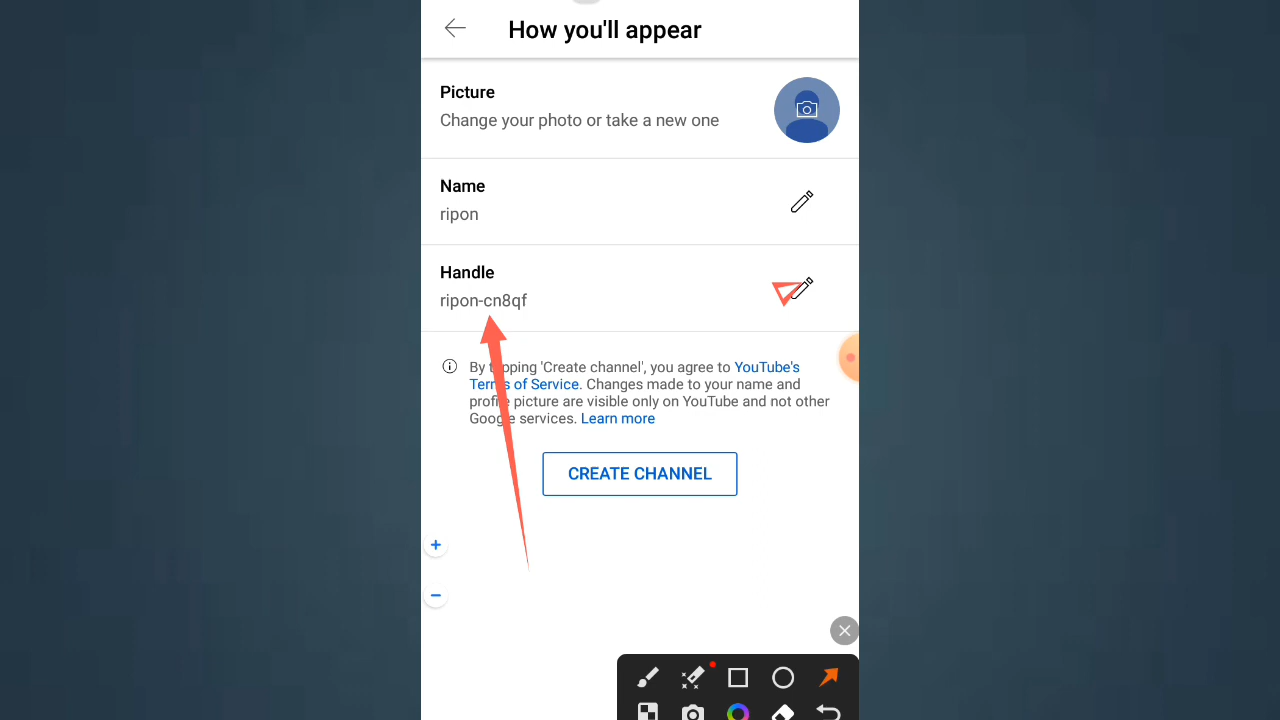 How you'll appear
Picture
Change your photo or take a new one
Name
ripon
Handle
ripon-cn8qf
By tapping 'Create channel', you agree to YouTube's
Terms of Service. Changes made to your name and
profile picture are visible only on YouTube and not other
Google services. Learn more
CREATE CHANNEL